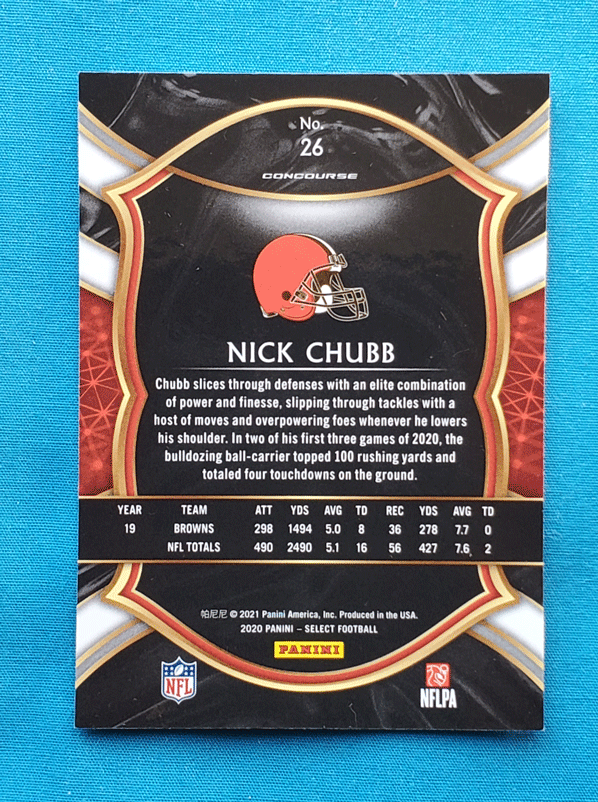 No.
26
CONCOURSE
NICK CHUBB
Chubb slices through defenses with an elite combination
of power and finesse, slipping through tackles with a
host of moves and overpowering foes whenever he lowers
his shoulder. In two of his first three games of 2020, the
bulldozing ball-carrier topped 100 rushing yards and
totaled four touchdowns on the ground.
YEAR TEAM ATT YDS AVG TD REC YDS AVG TD
19 BROWNS 298 1494 5.0 8 36 278 7.7 0
NFL TOTALS 490 2490 5.1 16 56 427 7.6 2
帕尼尼 © 2021 Panini America, Inc. Produced in the USA.
2020 PANINI – SELECT FOOTBALL
PANINI
NFL
NFLPA